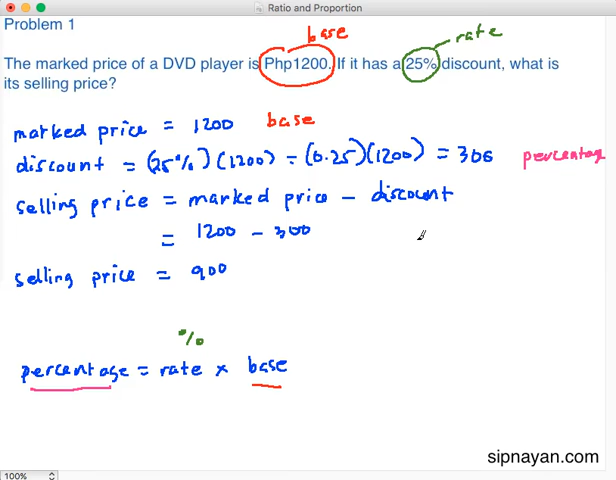 Ratio and Proportion
Problem 1
base
rate
The marked price of a DVD player is Php1200. If it has a 25% discount, what is
its selling price?
marked price = 1200 base
discount = (25%)(1200) = (0.25)(1200) = 300 percentage
selling price = marked price - discount
= 1200 - 300
selling price = 900
%
percentage = rate x base
sipnayan.com
100%